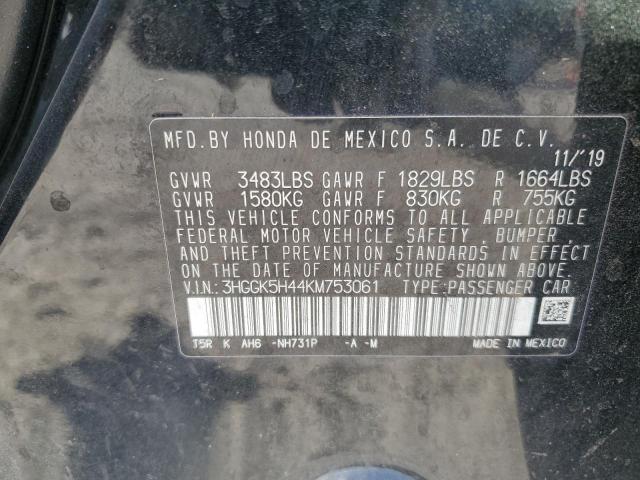 MFD.BY HONDA DE MEXICO S.A. DE C.V.
11/'19
GVWR 3483LBS GAWR F 1829LBS R 1664LBS
GVWR 1580KG GAWR F 830KG R 755KG
THIS VEHICLE CONFORMS TO ALL APPLICABLE
FEDERAL MOTOR VEHICLE SAFETY , BUMPER ,
AND THEFT PREVENTION STANDARDS IN EFFECT
ON THE DATE OF MANUFACTURE SHOWN ABOVE.
V.I.N.: 3HGGK5H44KM753061 TYPE:PASSENGER CAR
T5R K AH6 -NH731P -A -M MADE IN MEXICO